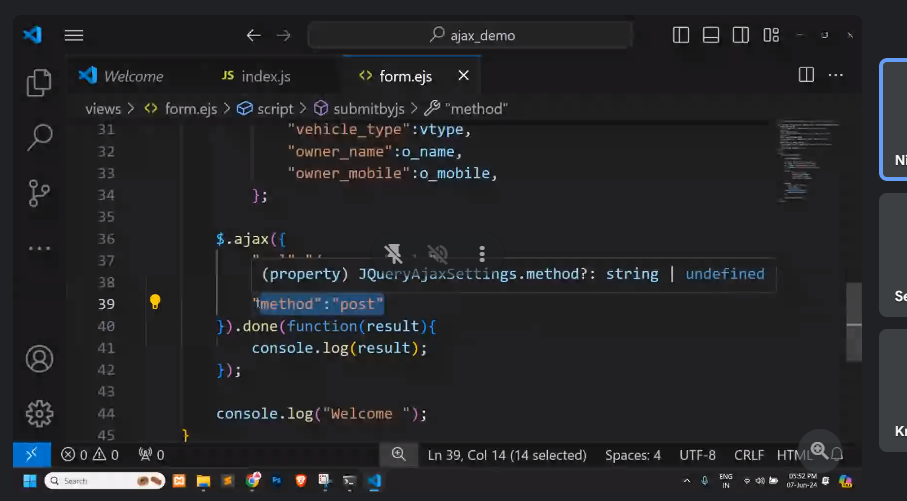 ajax_demo
Welcome
JS index.js
<> form.ejs
views > <> form.ejs > script > submitbyjs > "method"
31 "vehicle_type":vtype,
32 "owner_name":o_name,
33 "owner_mobile":o_mobile,
34 };
35
36 $.ajax({
37
(property) JQueryAjaxSettings.method?: string | undefined
38
39 "method":"post"
40 }).done(function(result){
41 console.log(result);
42 });
43
44 console.log("Welcome ");
45 }
0 0 0 Ln 39, Col 14 (14 selected) Spaces: 4 UTF-8 CRLF HTML
Search
ENG
IN
05:52 PM
07-Jun-24
Ni
Se